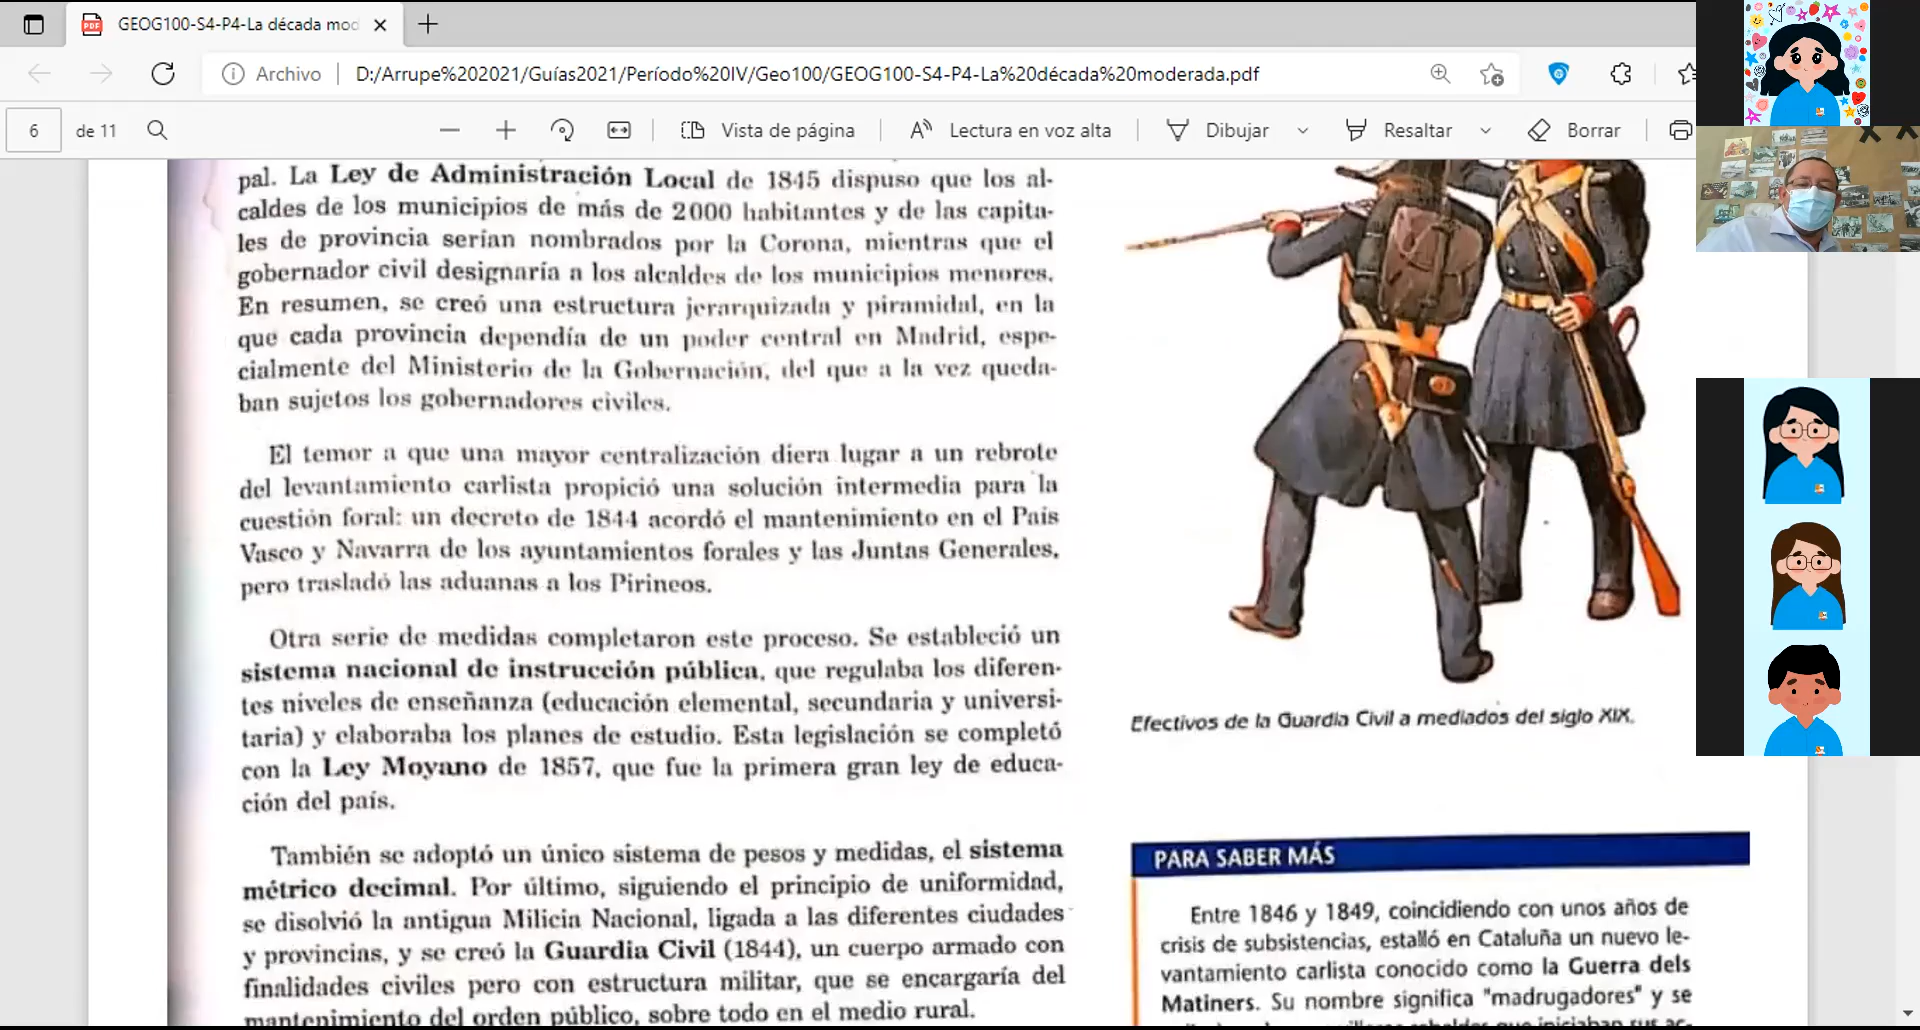 GEOG100-S4-P4-La década mod
Archivo
D:/Arrupe%202021/Guías2021/Período%20IV/Geo100/GEOG100-S4-P4-La%20década%20moderada.pdf
6 de 11
Vista de página
Lectura en voz alta
Dibujar
Resaltar
Borrar
pal. La Ley de Administración Local de 1845 dispuso que los al-
caldes de los municipios de más de 2000 habitantes y de las capita-
les de provincia serían nombrados por la Corona, mientras que el
gobernador civil designaría a los alcaldes de los municipios menores.
En resumen, se creó una estructura jerarquizada y piramidal, en la
que cada provincia dependía de un poder central en Madrid, espe-
cialmente del Ministerio de la Gobernación, del que a la vez queda-
ban sujetos los gobernadores civiles.
El temor a que una mayor centralización diera lugar a un rebrote
del levantamiento carlista propició una solución intermedia para la
cuestión foral: un decreto de 1844 acordó el mantenimiento en el País
Vasco y Navarra de los ayuntamientos forales y las Juntas Generales,
pero trasladó las aduanas a los Pirineos.
Otra serie de medidas completaron este proceso. Se estableció un
sistema nacional de instrucción pública, que regulaba los diferen-
tes niveles de enseñanza (educación elemental, secundaria y universi-
taria) y elaboraba los planes de estudio. Esta legislación se completó
con la Ley Moyano de 1857, que fue la primera gran ley de educa-
ción del país.
También se adoptó un único sistema de pesos y medidas, el sistema
métrico decimal. Por último, siguiendo el principio de uniformidad,
se disolvió la antigua Milicia Nacional, ligada a las diferentes ciudades
y provincias, y se creó la Guardia Civil (1844), un cuerpo armado con
finalidades civiles pero con estructura militar, que se encargaría del
mantenimiento del orden público, sobre todo en el medio rural.
Efectivos de la Guardia Civil a mediados del siglo XIX.
PARA SABER MÁS
Entre 1846 y 1849, coincidiendo con unos años de
crisis de subsistencias, estalló en Cataluña un nuevo le-
vantamiento carlista conocido como la Guerra dels
Matiners. Su nombre significa "madrugadores" y se